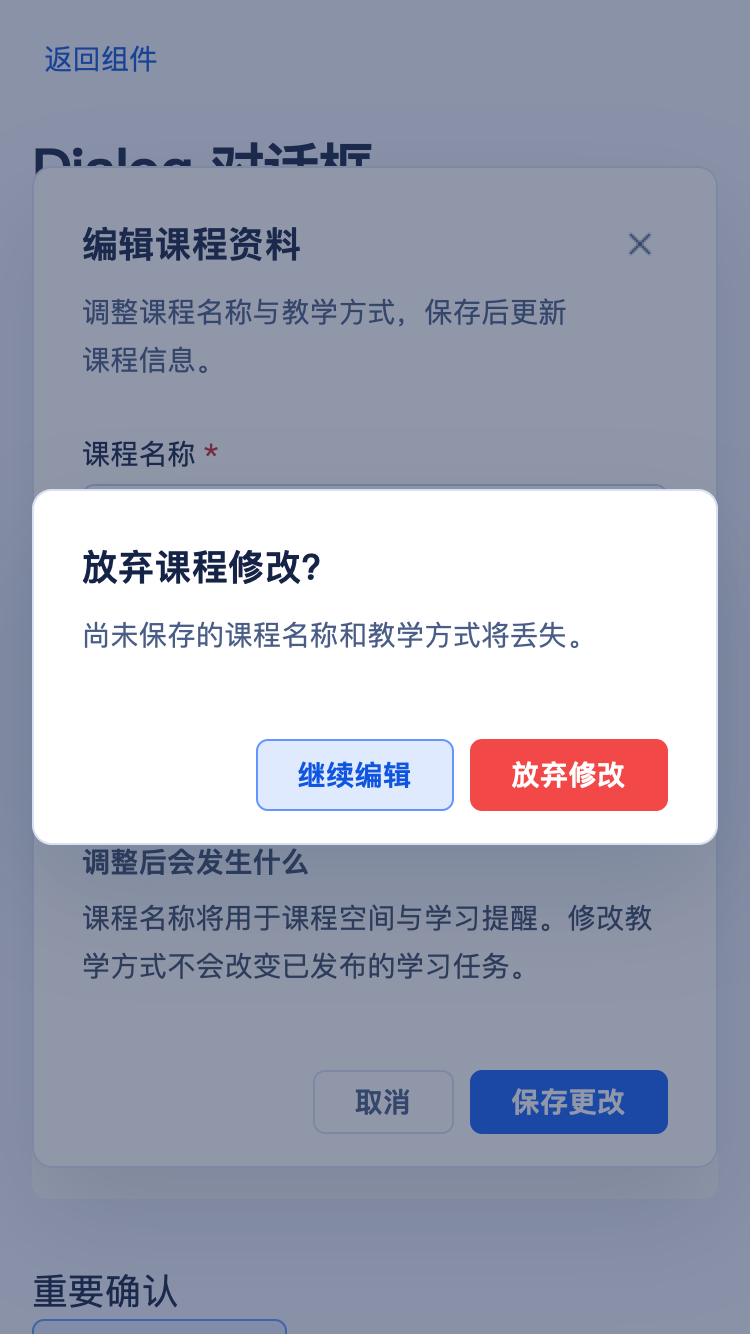 返回组件
Dialog 对话框
编辑课程资料
调整课程名称与教学方式，保存后更新
课程信息。
课程名称 *
放弃课程修改?
尚未保存的课程名称和教学方式将丢失。
继续编辑
放弃修改
调整后会发生什么
课程名称将用于课程空间与学习提醒。修改教
学方式不会改变已发布的学习任务。
取消
保存更改
重要确认